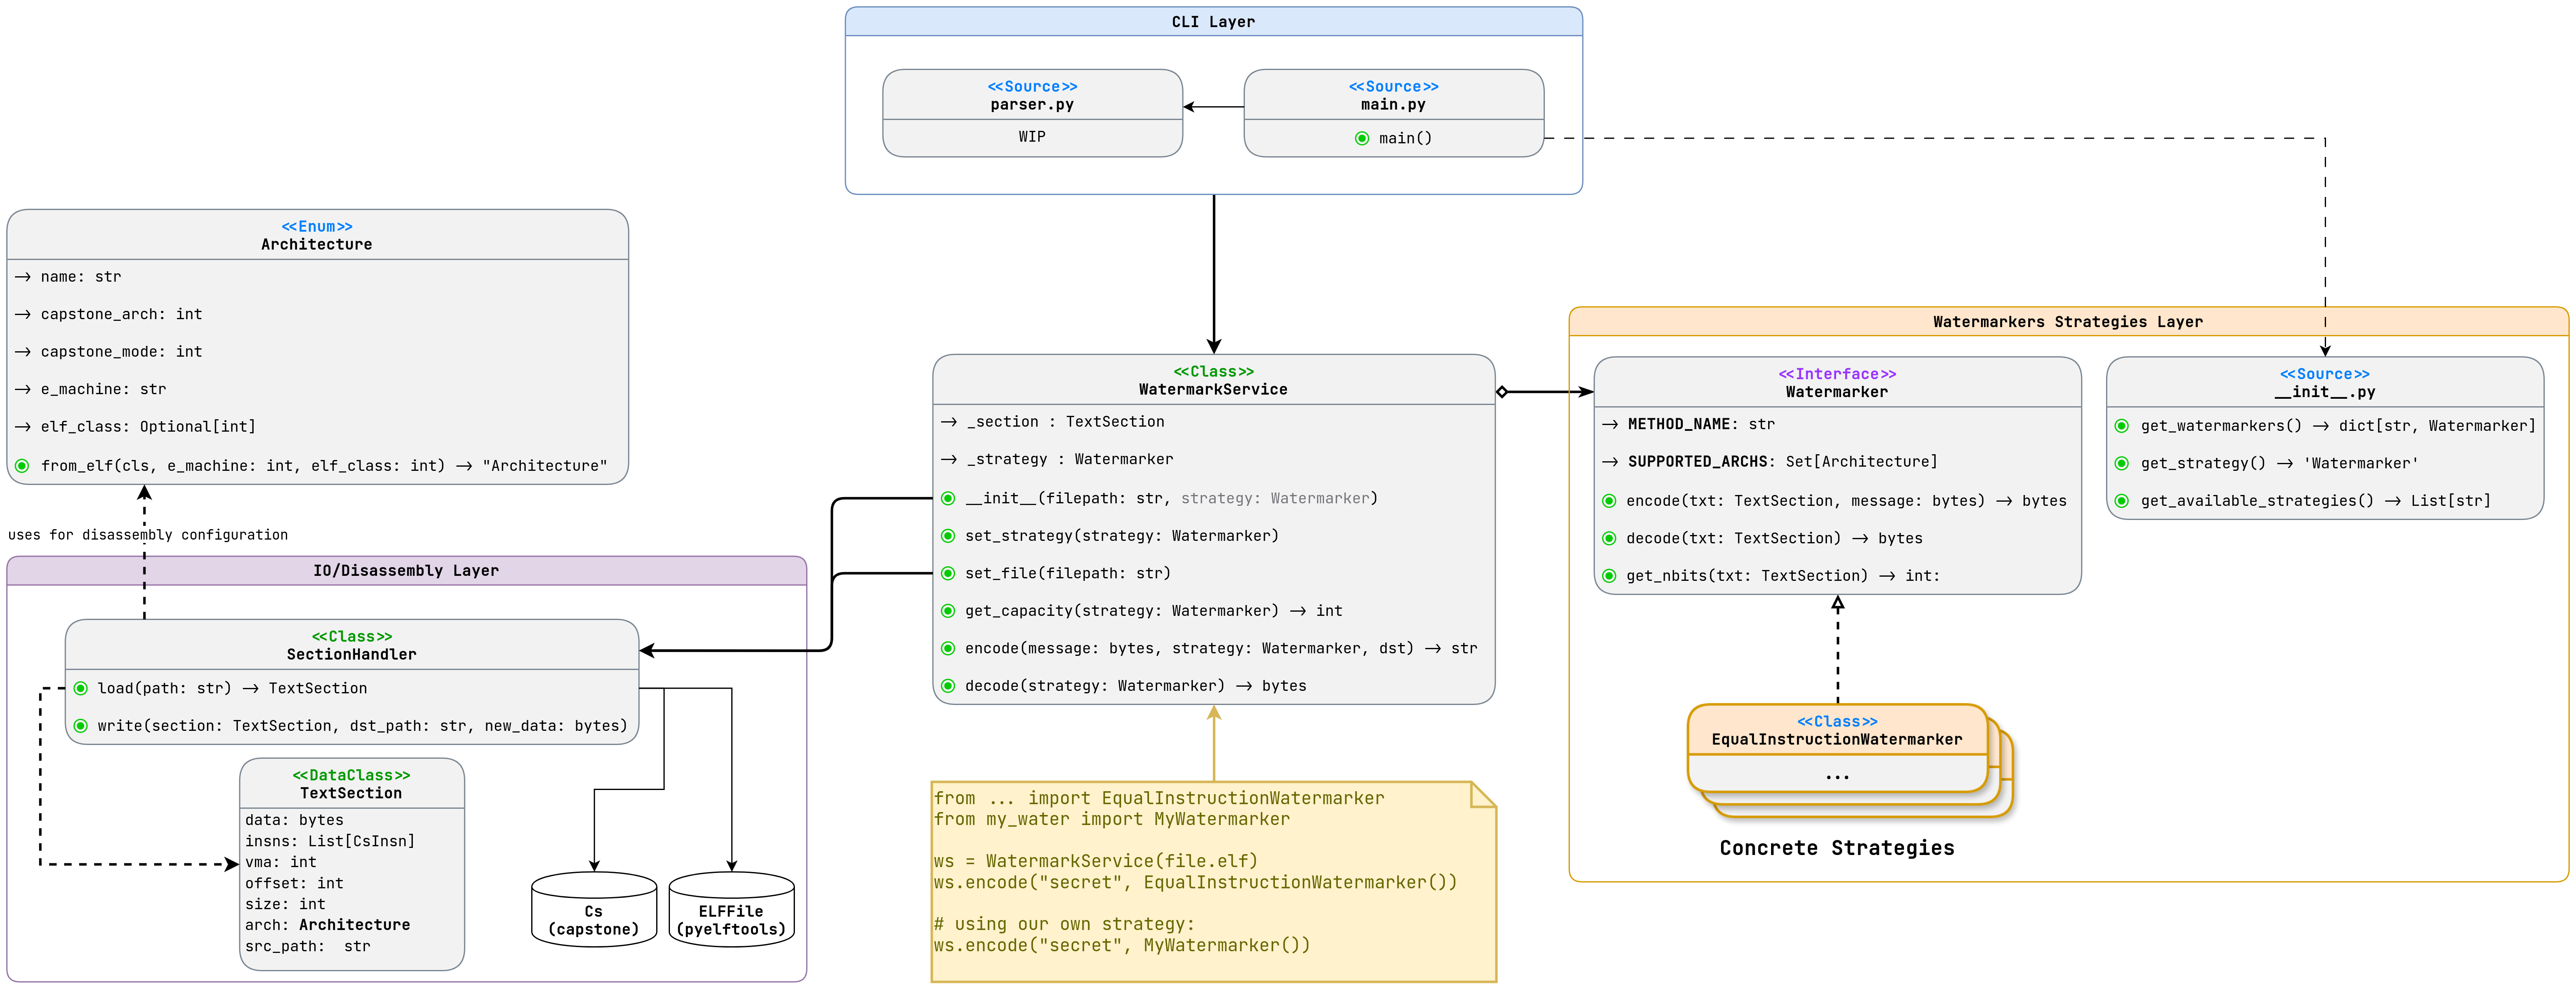 CLI Layer
<<Source>>
parser.py
WIP
<<Source>>
main.py
main()
<<Enum>>
Architecture
→ name: str
→ capstone_arch: int
→ capstone_mode: int
→ e_machine: str
→ elf_class: Optional[int]
from_elf(cls, e_machine: int, elf_class: int) → "Architecture"
uses for disassembly configuration
IO/Disassembly Layer
<<Class>>
SectionHandler
load(path: str) → TextSection
write(section: TextSection, dst_path: str, new_data: bytes)
<<DataClass>>
TextSection
data: bytes
insns: List[CsInsn]
vma: int
offset: int
size: int
arch: Architecture
src_path:  str
Cs
(capstone)
ELFFile
(pyelftools)
<<Class>>
WatermarkService
→ _section : TextSection
→ _strategy : Watermarker
__init__(filepath: str, strategy: Watermarker)
set_strategy(strategy: Watermarker)
set_file(filepath: str)
get_capacity(strategy: Watermarker) → int
encode(message: bytes, strategy: Watermarker, dst) → str
decode(strategy: Watermarker) → bytes
from ... import EqualInstructionWatermarker
from my_water import MyWatermarker
ws = WatermarkService(file.elf)
ws.encode("secret", EqualInstructionWatermarker())
# using our own strategy:
ws.encode("secret", MyWatermarker())
Watermarkers Strategies Layer
<<Interface>>
Watermarker
→ METHOD_NAME: str
→ SUPPORTED_ARCHS: Set[Architecture]
encode(txt: TextSection, message: bytes) → bytes
decode(txt: TextSection) → bytes
get_nbits(txt: TextSection) → int:
<<Source>>
__init__.py
get_watermarkers() → dict[str, Watermarker]
get_strategy() → 'Watermarker'
get_available_strategies() → List[str]
<<Class>>
EqualInstructionWatermarker
...
Concrete Strategies